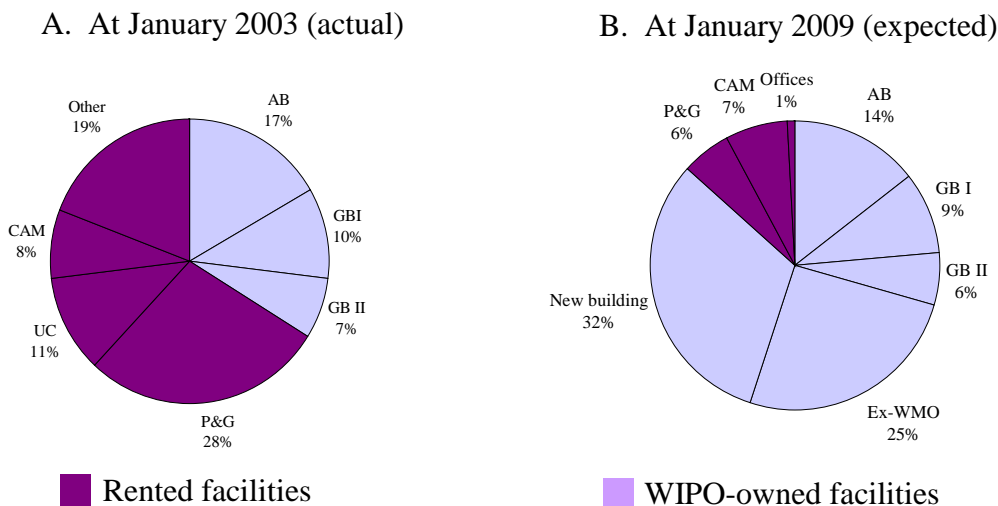 A. At January 2003 (actual)
AB
17%
GBI
10%
GB II
7%
P&G
28%
UC
11%
CAM
8%
Other
19%
Rented facilities
B. At January 2009 (expected)
AB
14%
GB I
9%
GB II
6%
Ex-WMO
25%
New building
32%
P&G
6%
CAM
7%
Offices
1%
WIPO-owned facilities